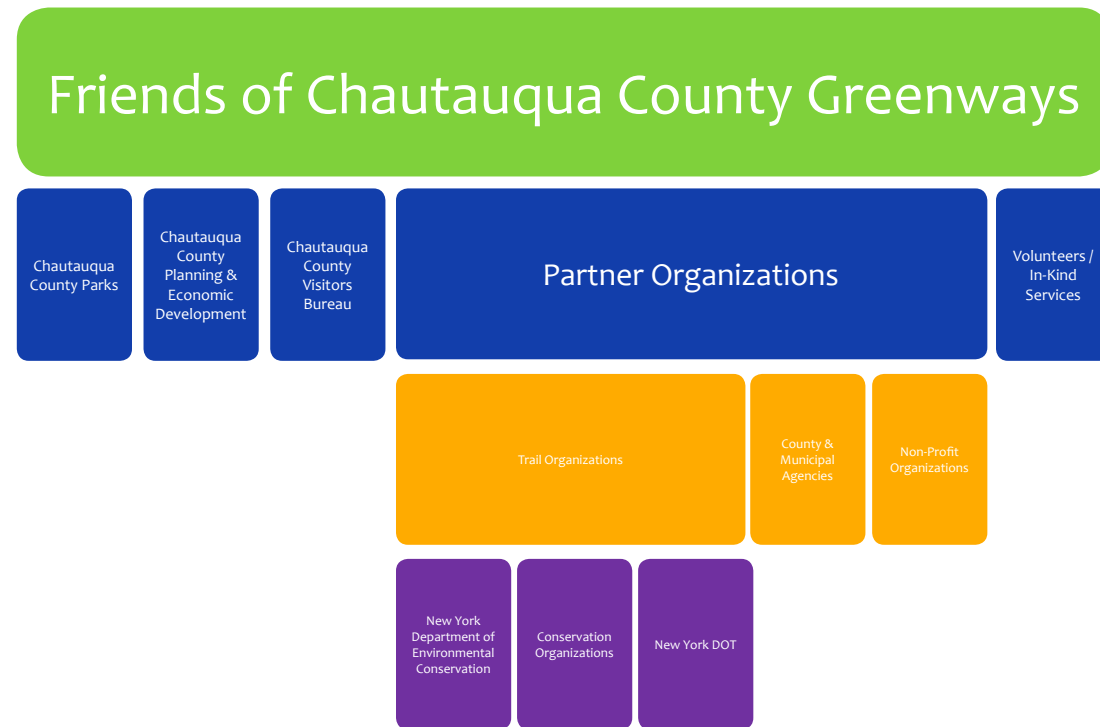 Friends of Chautauqua County Greenways
Chautauqua
County Parks
Chautauqua
County
Planning &
Economic
Development
Chautauqua
County
Visitors
Bureau
Partner Organizations
Volunteers /
In-Kind
Services
Trail Organizations
County &
Municipal
Agencies
Non-Profit
Organizations
New York
Department of
Environmental
Conservation
Conservation
Organizations
New York DOT